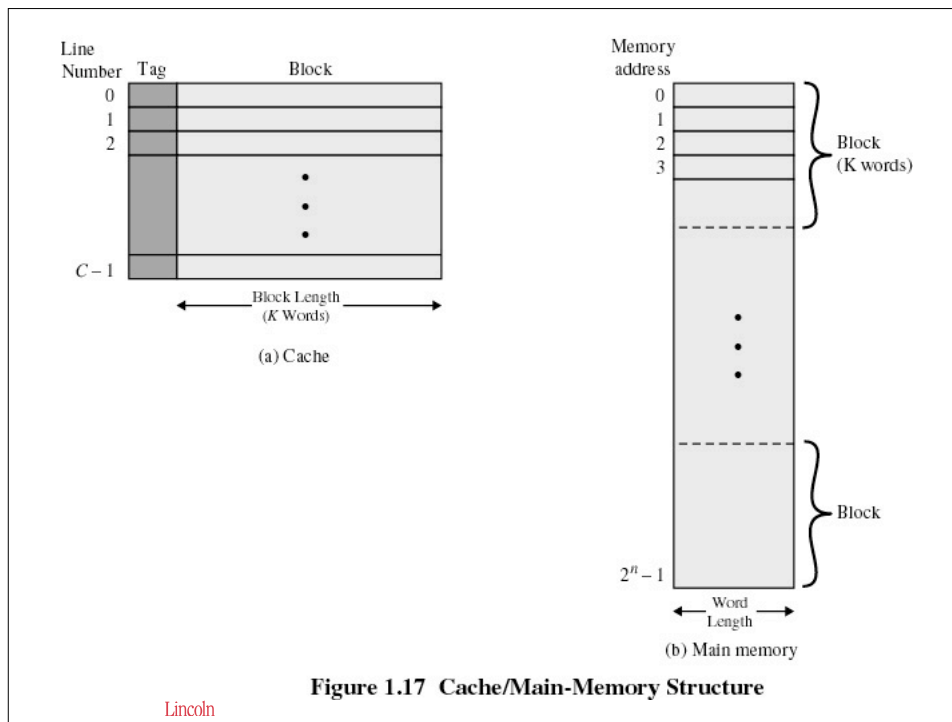 Line
Number Tag Block
0
1
2
C – 1
Block Length
(K Words)
(a) Cache
Memory
address
0
1
2
3
Block
(K words)
Block
2ⁿ – 1
Word
Length
(b) Main memory
Figure 1.17 Cache/Main-Memory Structure
Lincoln